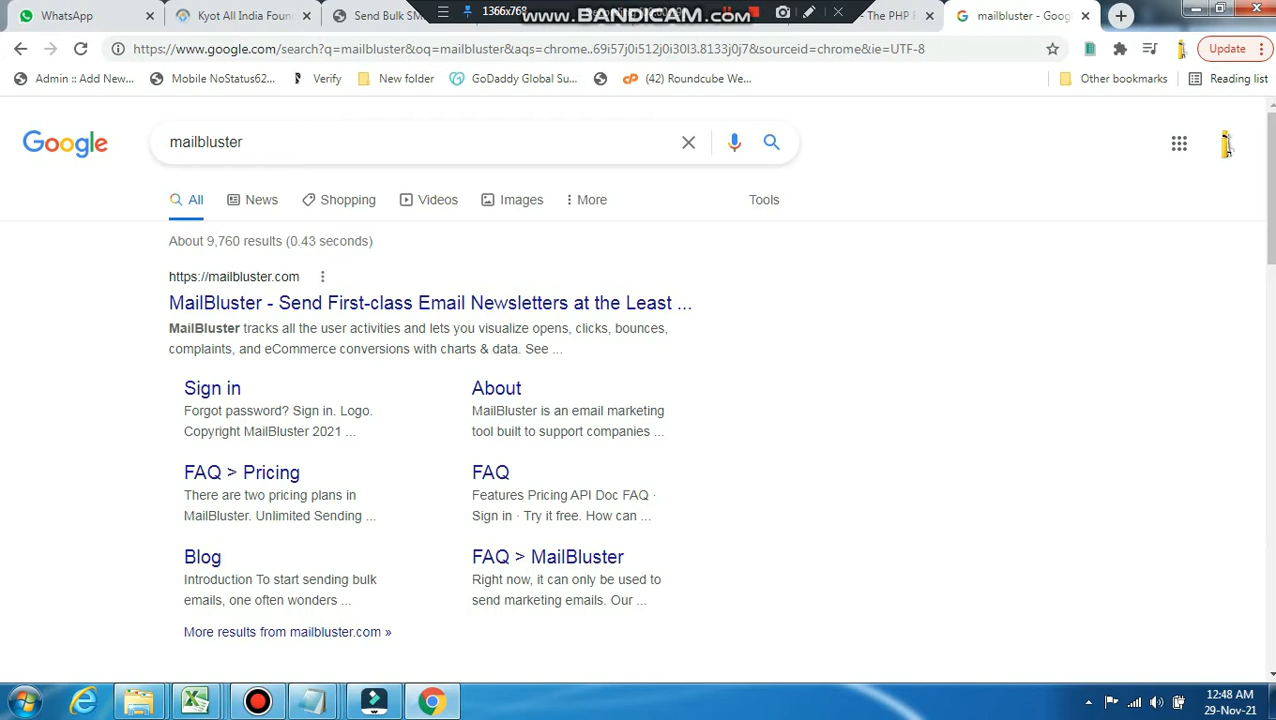 WhatsApp
Kyot All India Foun
Send Bulk SM
1366x768
www.BANDICAM.com
- The PHP F
mailbluster - Goog
https://www.google.com/search?q=mailbluster&oq=mailbluster&aqs=chrome..69i57j0i512j0i30l3.8133j0j7&sourceid=chrome&ie=UTF-8
Update
Admin :: Add New...
Mobile NoStatus62...
Verify
New folder
GoDaddy Global Su...
(42) Roundcube We...
Other bookmarks
Reading list
Google
mailbluster
All
News
Shopping
Videos
Images
More
Tools
About 9,760 results (0.43 seconds)
https://mailbluster.com
MailBluster - Send First-class Email Newsletters at the Least ...
MailBluster tracks all the user activities and lets you visualize opens, clicks, bounces,
complaints, and eCommerce conversions with charts & data. See ...
Sign in
Forgot password? Sign in. Logo.
Copyright MailBluster 2021 ...
About
MailBluster is an email marketing
tool built to support companies ...
FAQ > Pricing
There are two pricing plans in
MailBluster. Unlimited Sending ...
FAQ
Features Pricing API Doc FAQ ·
Sign in · Try it free. How can ...
Blog
Introduction To start sending bulk
emails, one often wonders ...
FAQ > MailBluster
Right now, it can only be used to
send marketing emails. Our ...
More results from mailbluster.com »
12:48 AM
29-Nov-21